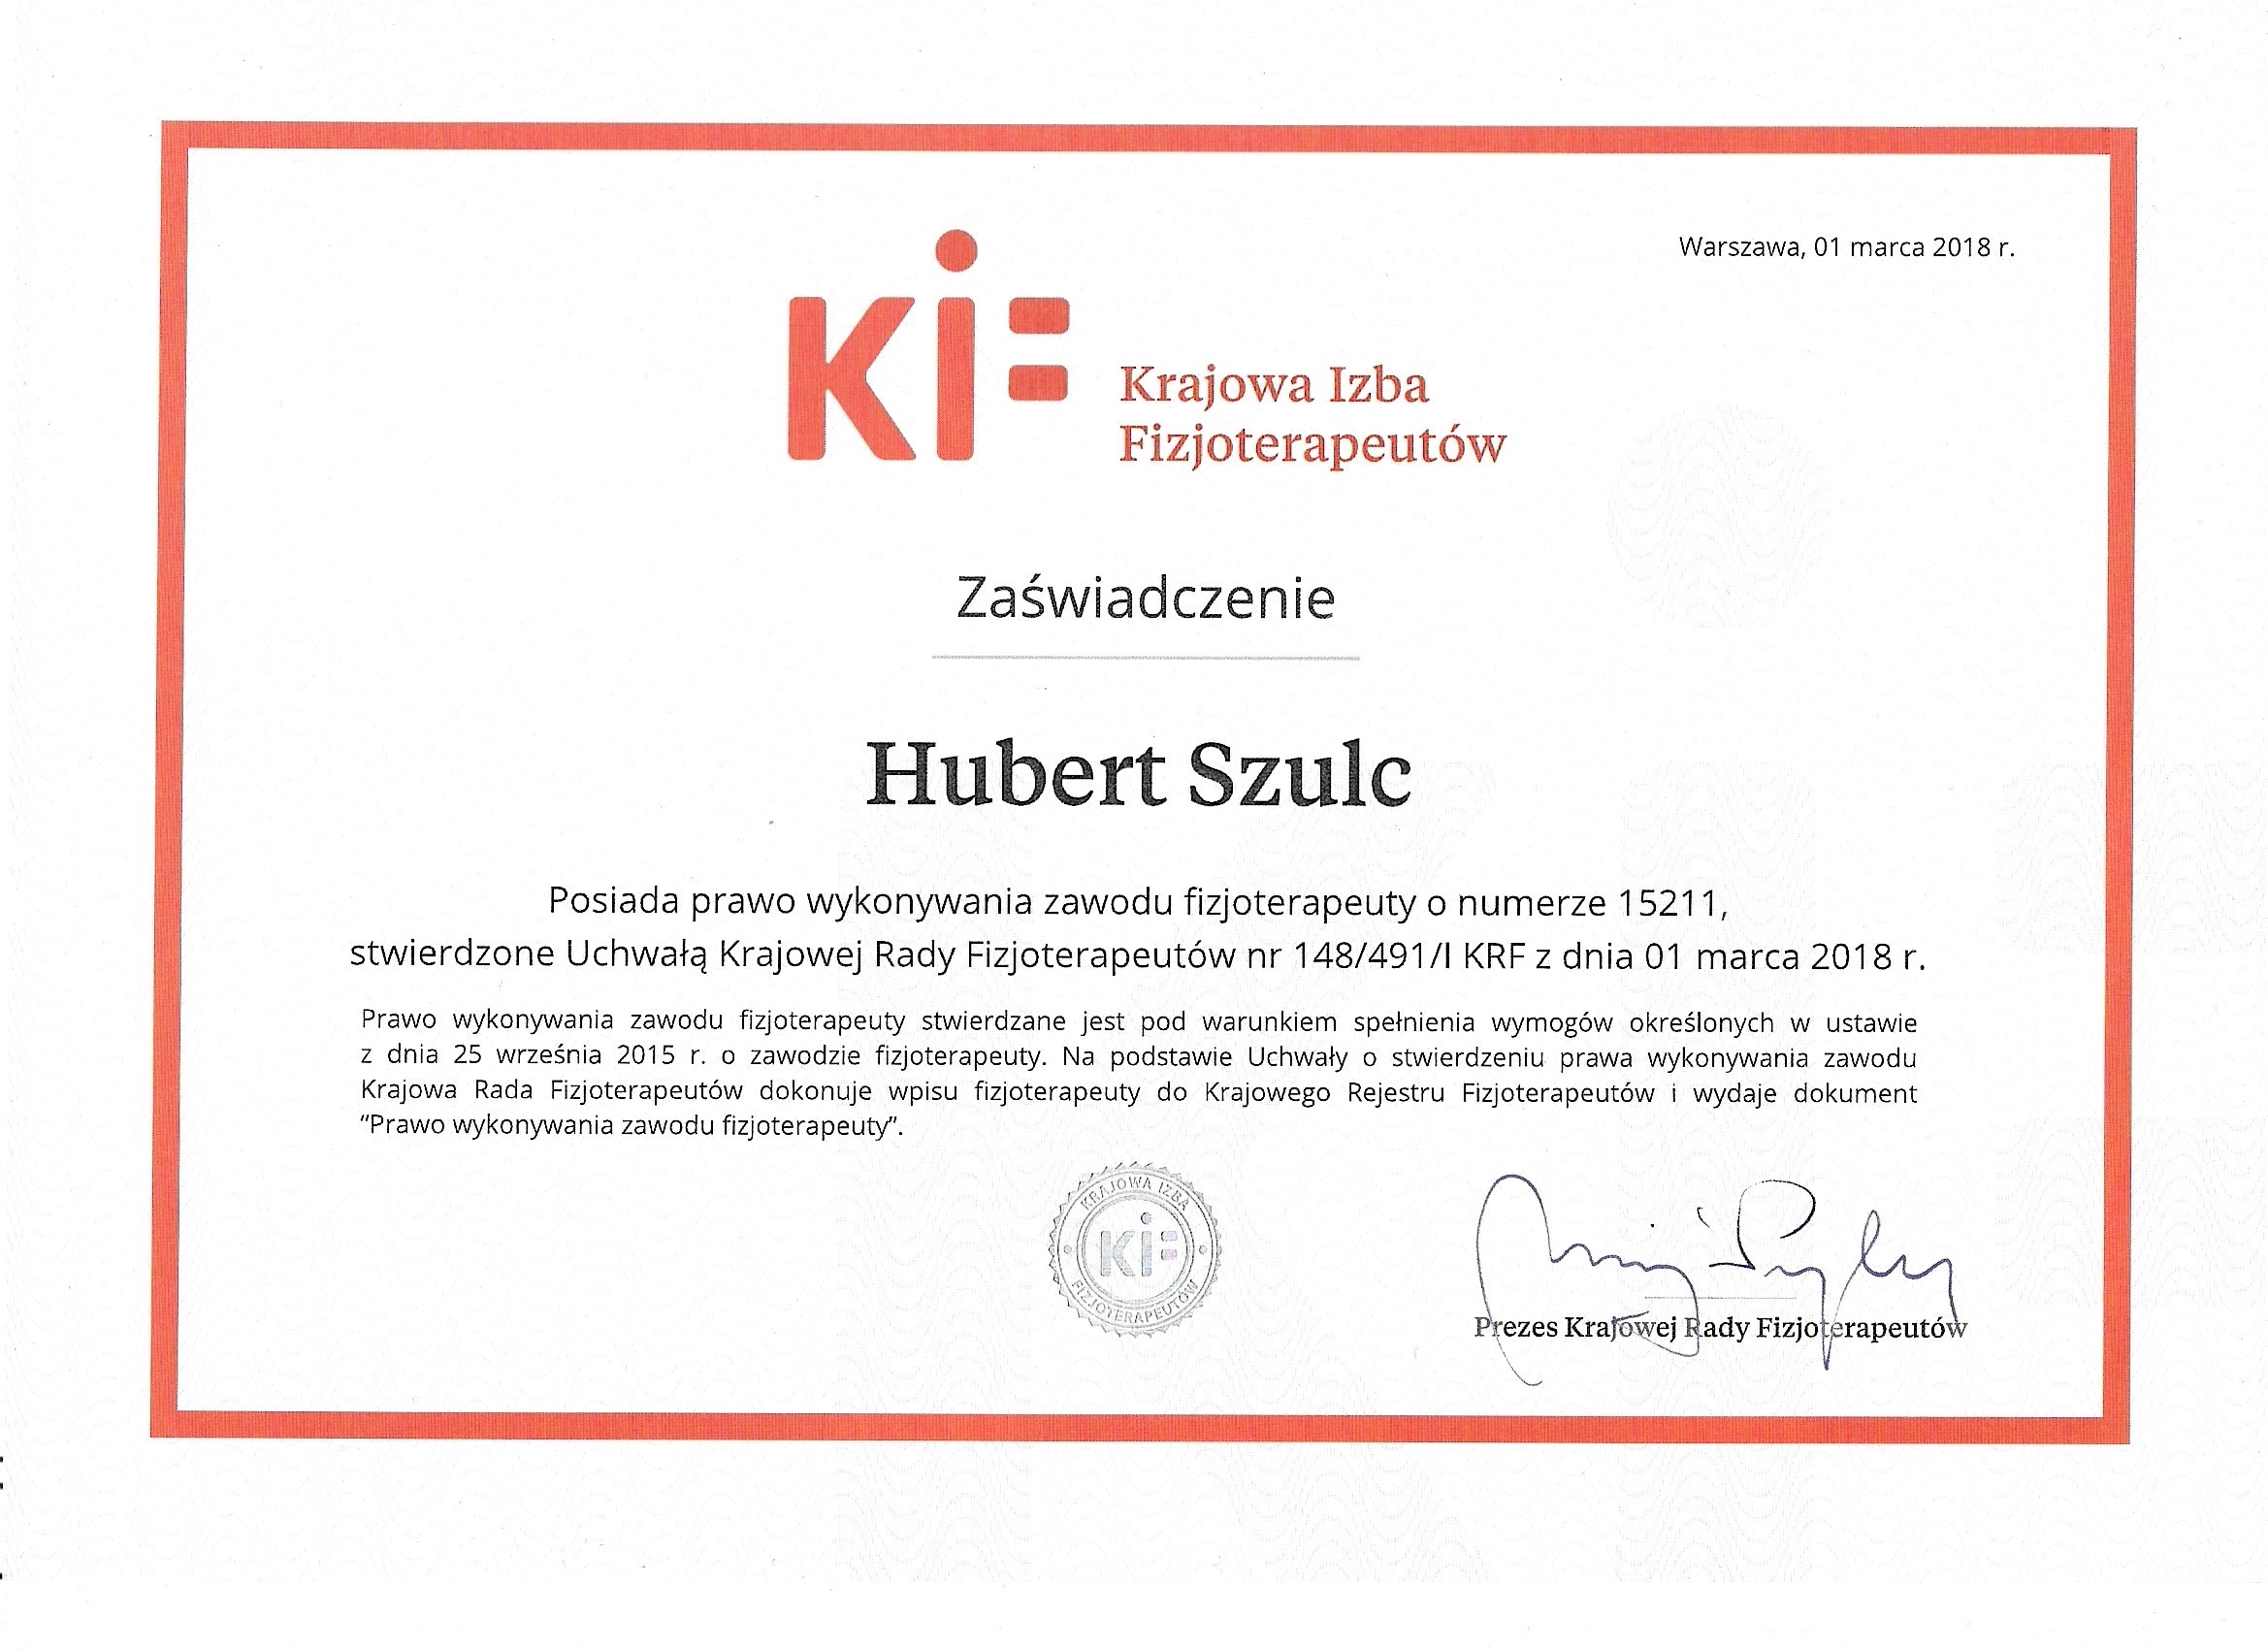 Warszawa, 01 marca 2018 r.
KiF
Krajowa Izba
Fizjoterapeutów
Zaświadczenie
Hubert Szulc
Posiada prawo wykonywania zawodu fizjoterapeuty o numerze 15211,
stwierdzone Uchwałą Krajowej Rady Fizjoterapeutów nr 148/491/I KRF z dnia 01 marca 2018 r.
Prawo wykonywania zawodu fizjoterapeuty stwierdzane jest pod warunkiem spełnienia wymogów określonych w ustawie
z dnia 25 września 2015 r. o zawodzie fizjoterapeuty. Na podstawie Uchwały o stwierdzeniu prawa wykonywania zawodu
Krajowa Rada Fizjoterapeutów dokonuje wpisu fizjoterapeuty do Krajowego Rejestru Fizjoterapeutów i wydaje dokument
“Prawo wykonywania zawodu fizjoterapeuty”.
KRAJOWA IZBA
KiF
FIZJOTERAPEUTÓW
Prezes Krajowej Rady Fizjoterapeutów